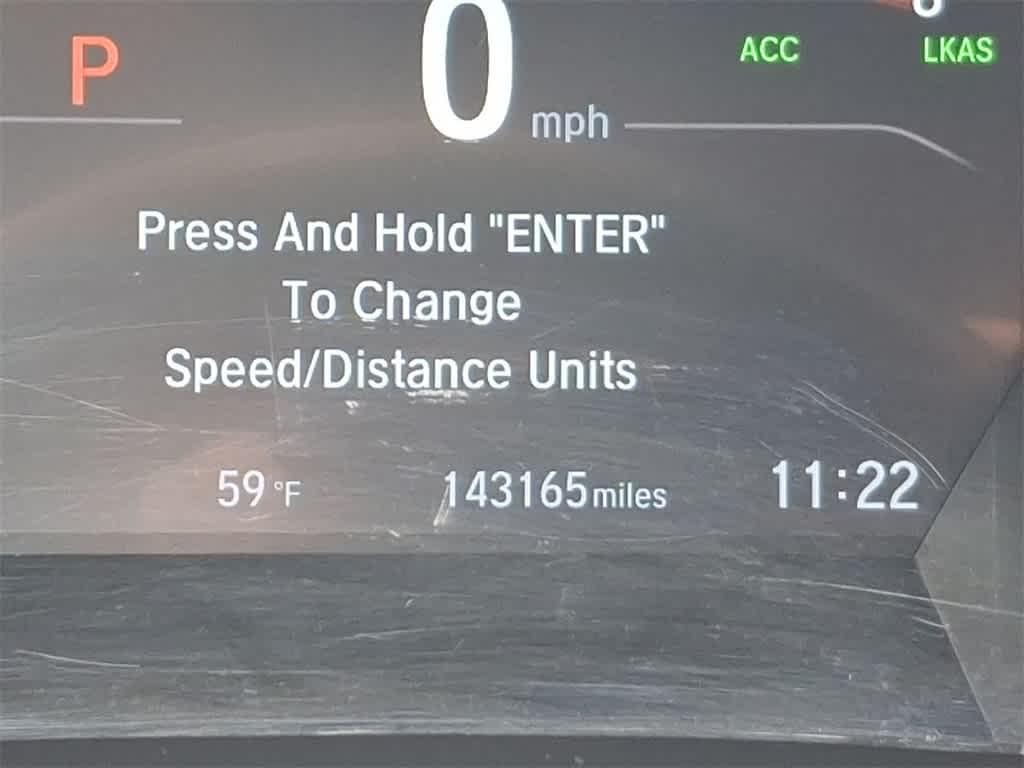 P
0 mph
ACC
LKAS
Press And Hold "ENTER"
To Change
Speed/Distance Units
59 °F
143165 miles
11:22